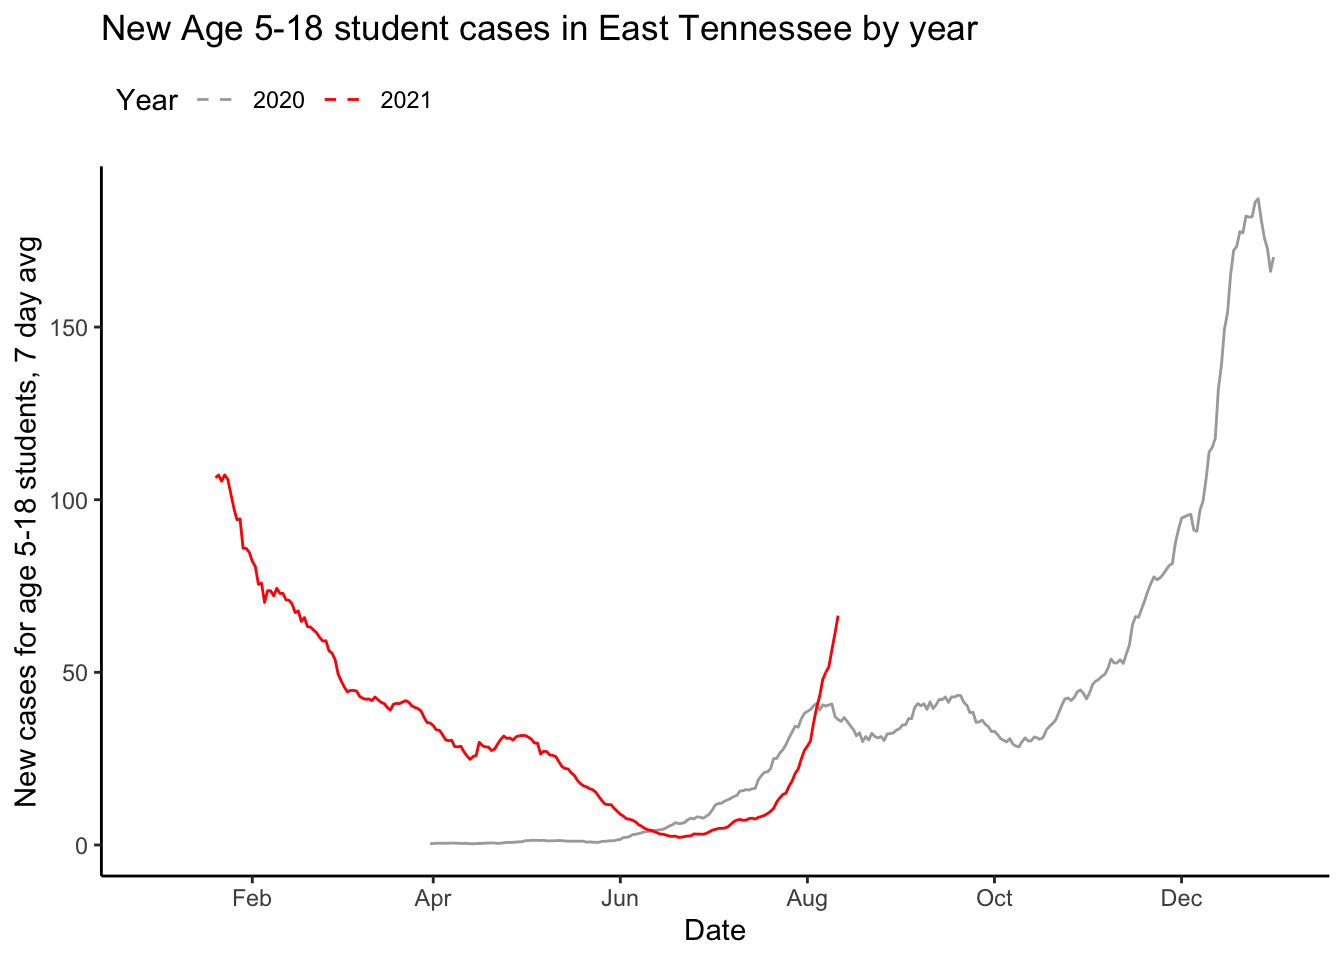 New Age 5-18 student cases in East Tennessee by year
Year 2020 2021
New cases for age 5-18 students, 7 day avg
150
100
50
0
Feb Apr Jun Aug Oct Dec
Date